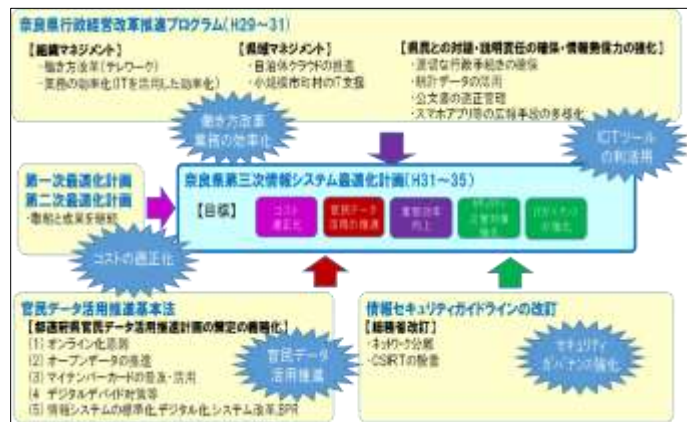 奈良県行政経営改革推進プログラム(H29～31)
【組織マネジメント】
・働き方改革(テレワーク)
・業務の効率化(ITを活用した効率化)
【県域マネジメント】
・自治体クラウドの推進
・小規模市町村のIT支援
【県民との対話・説明責任の確保・情報発信力の強化】
・適切な行政手続きの確保
・統計データの活用
・公文書の適正管理
・スマホアプリ等の広報手段の多様化
働き方改革
業務の効率化
ICTツール
の利活用
第一次最適化計画
第二次最適化計画
・取組と成果を継続
奈良県第三次情報システム最適化計画(H31～35)
【目標】
コスト
適正化
官民データ
活用の推進
業務効率
向上
ガバナンス
の強化
コストの適正化
官民データ活用推進基本法
【都道府県官民データ活用推進計画の策定の義務化】
(1) オンライン化原則
(2) オープンデータの推進
(3) マイナンバーカードの普及・活用
(4 デジタルデバイド対策等
(5) 情報システムの標準化,デジタル化,システム改革,BPR
官民データ
活用推進
情報セキュリティガイドラインの改訂
【総務省改訂】
・ネットワーク分離
・CSIRTの設置
セキュリティ
ガバナンスの強化